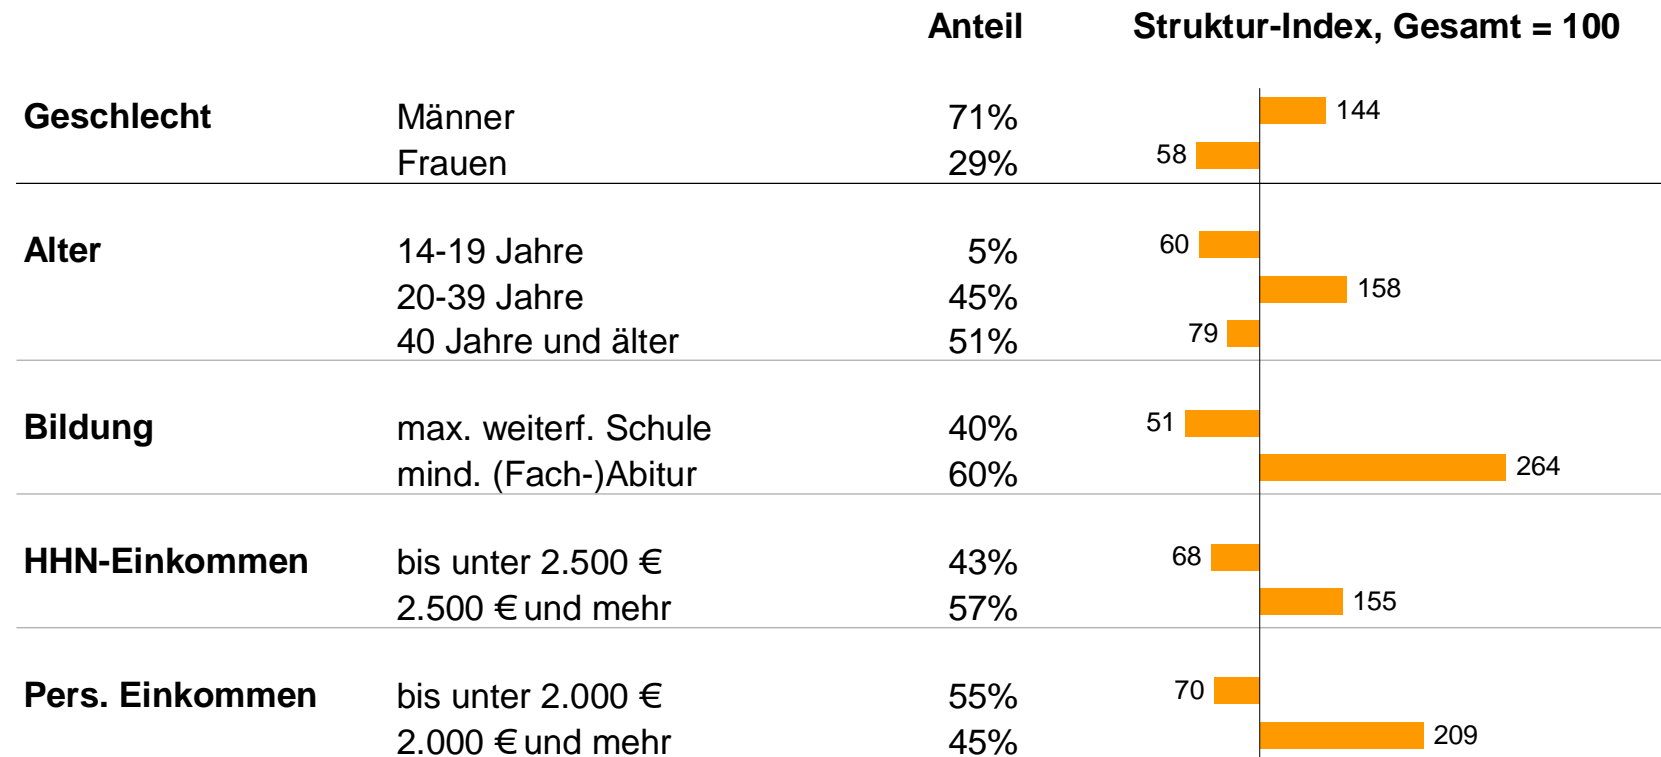 Anteil Struktur-Index, Gesamt = 100
Geschlecht Männer 71% 144
Frauen 29% 58
Alter 14-19 Jahre 5% 60
20-39 Jahre 45% 158
40 Jahre und älter 51% 79
Bildung max. weiterf. Schule 40% 51
mind. (Fach-)Abitur 60% 264
HHN-Einkommen bis unter 2.500 € 43% 68
2.500 € und mehr 57% 155
Pers. Einkommen bis unter 2.000 € 55% 70
2.000 € und mehr 45% 209